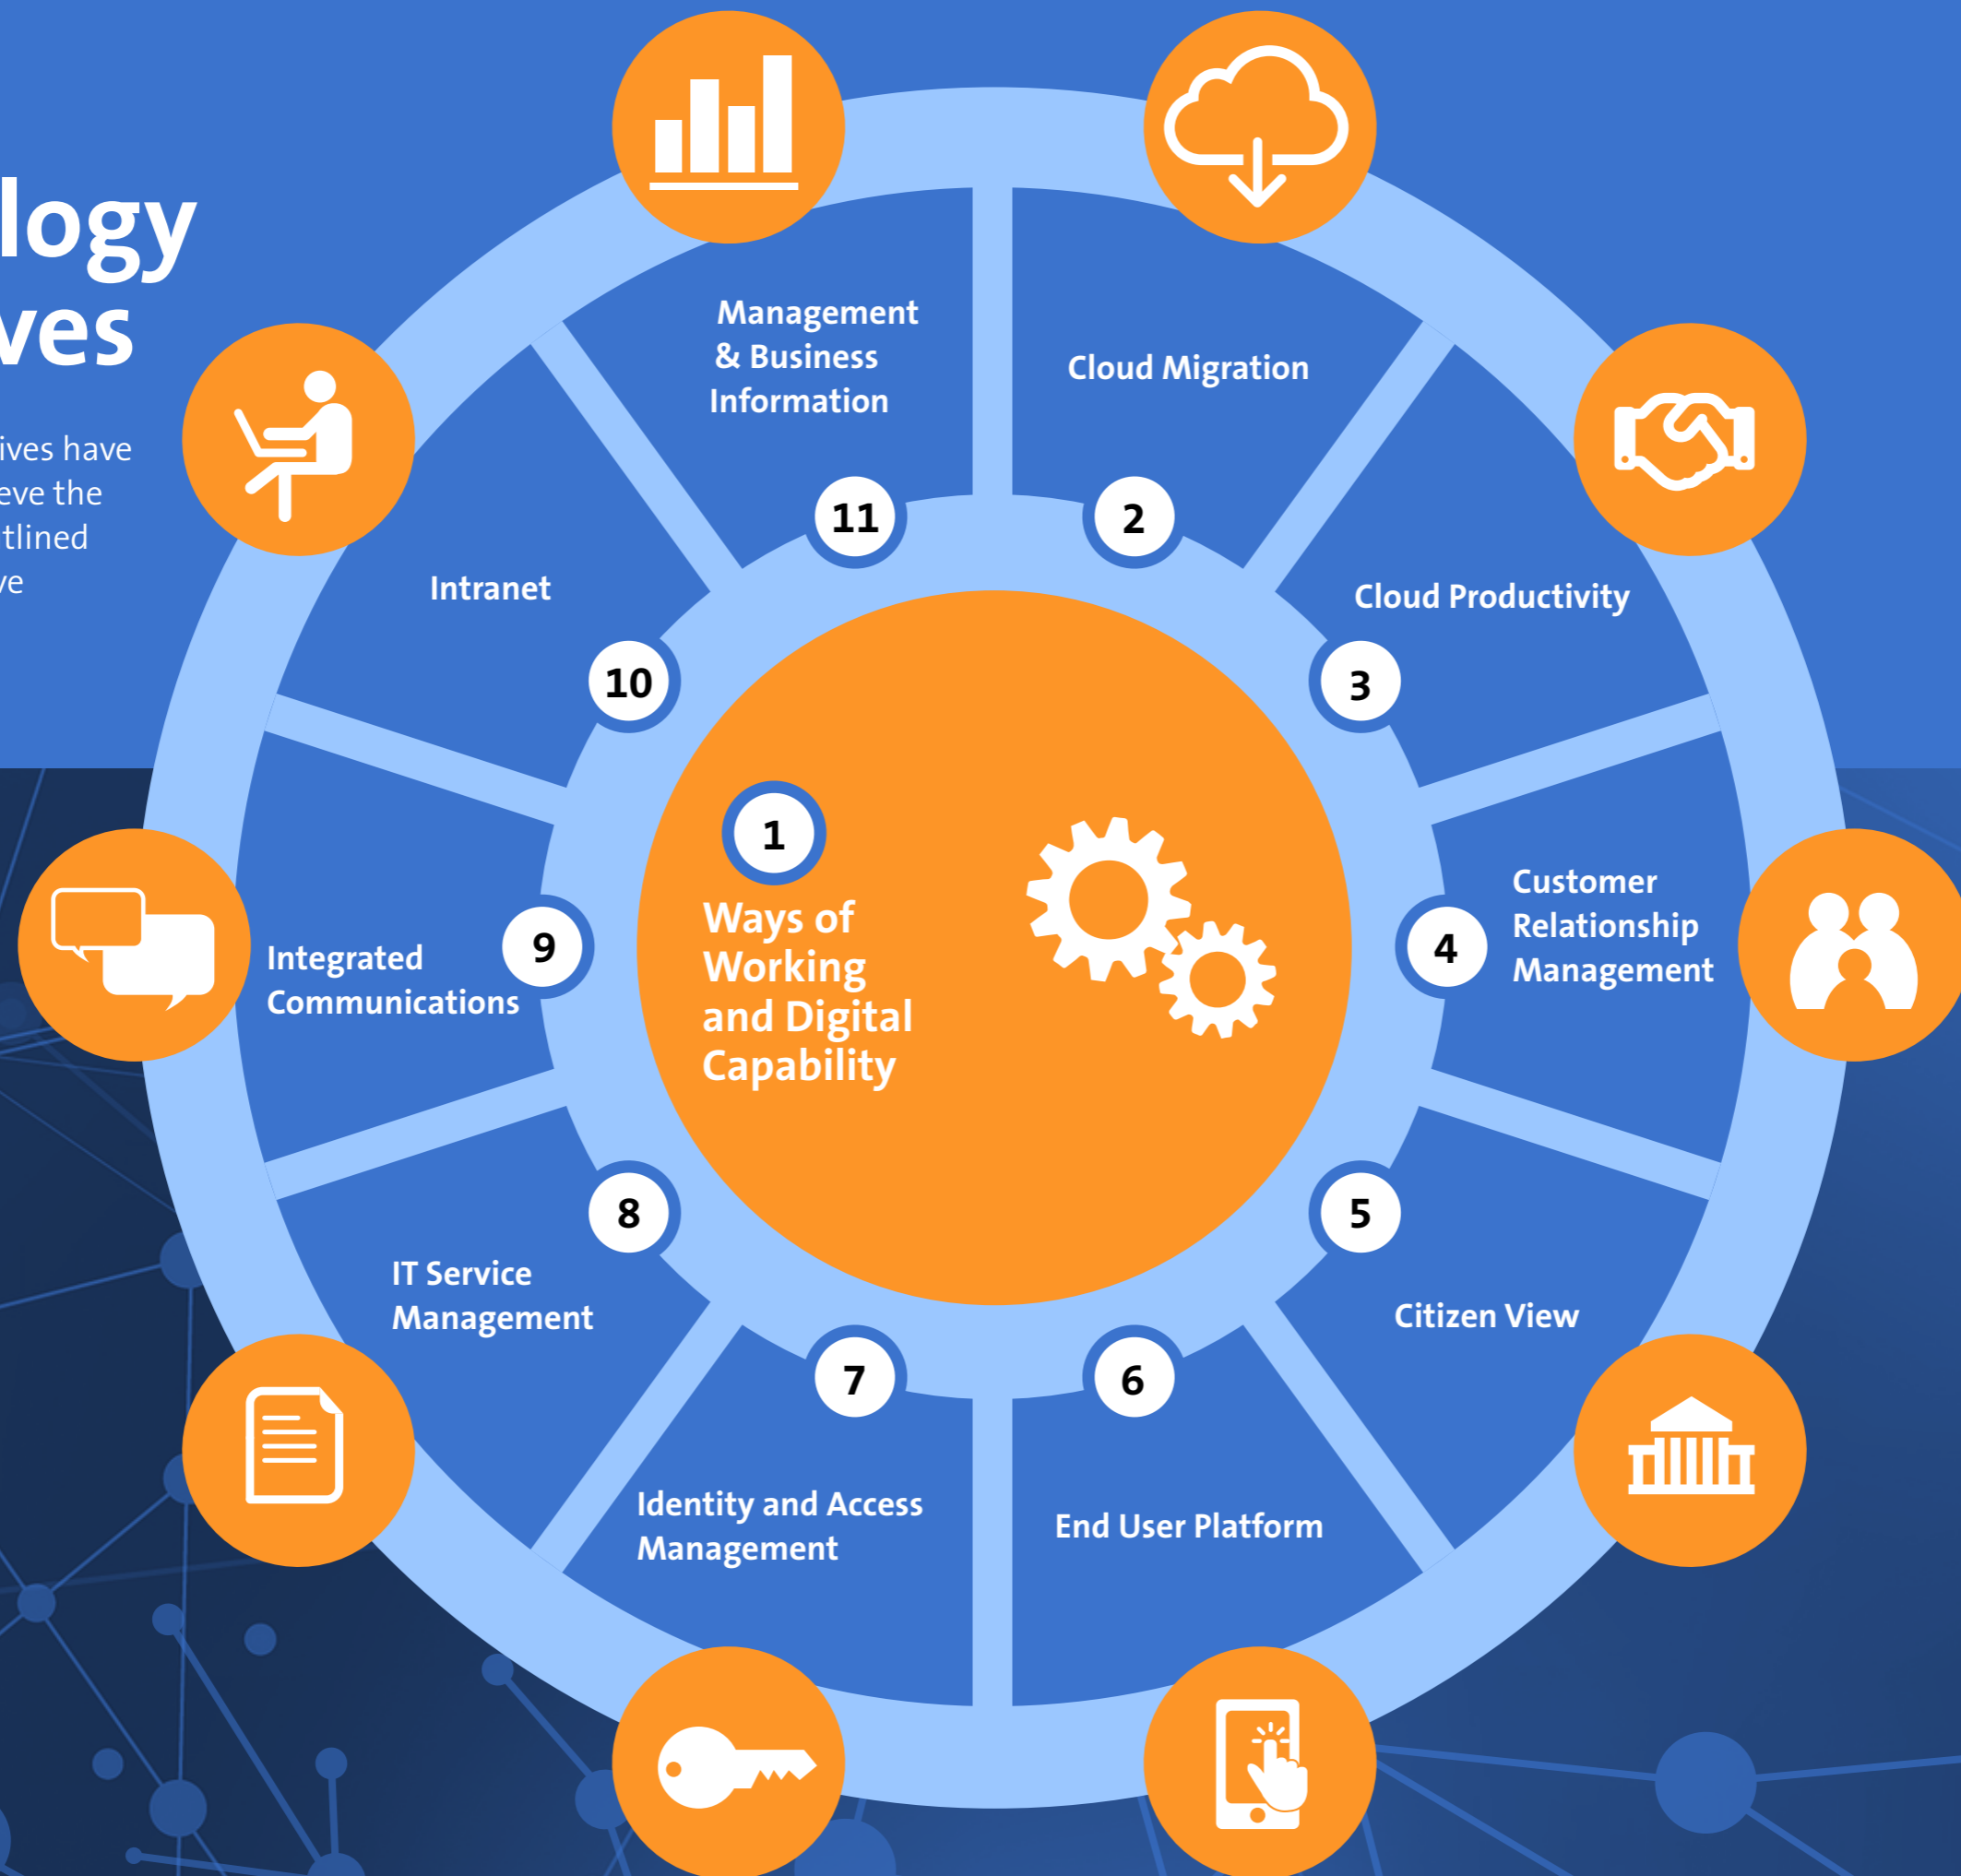 logy
ves
ives have
eve the
tlined
ve
Management
& Business
Information
11
Cloud Migration
2
Cloud Productivity
3
Customer
Relationship
Management
4
Citizen View
5
End User Platform
6
Identity and Access
Management
7
IT Service
Management
8
Integrated
Communications
9
Intranet
10
1
Ways of
Working
and Digital
Capability